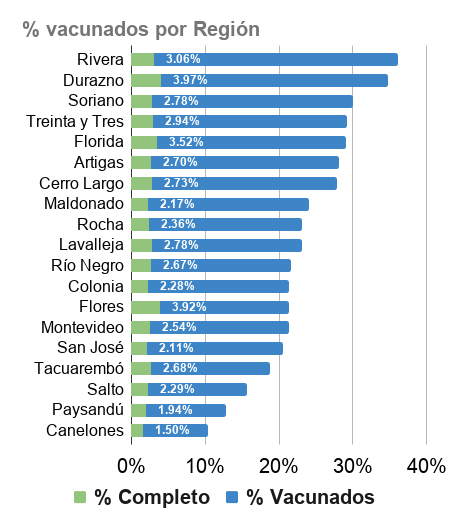 % vacunados por Región
Rivera 3.06%
Durazno 3.97%
Soriano 2.78%
Treinta y Tres 2.94%
Florida 3.52%
Artigas 2.70%
Cerro Largo 2.73%
Maldonado 2.17%
Rocha 2.36%
Lavalleja 2.78%
Río Negro 2.67%
Colonia 2.28%
Flores 3.92%
Montevideo 2.54%
San José 2.11%
Tacuarembó 2.68%
Salto 2.29%
Paysandú 1.94%
Canelones 1.50%
0% 10% 20% 30% 40%
% Completo % Vacunados